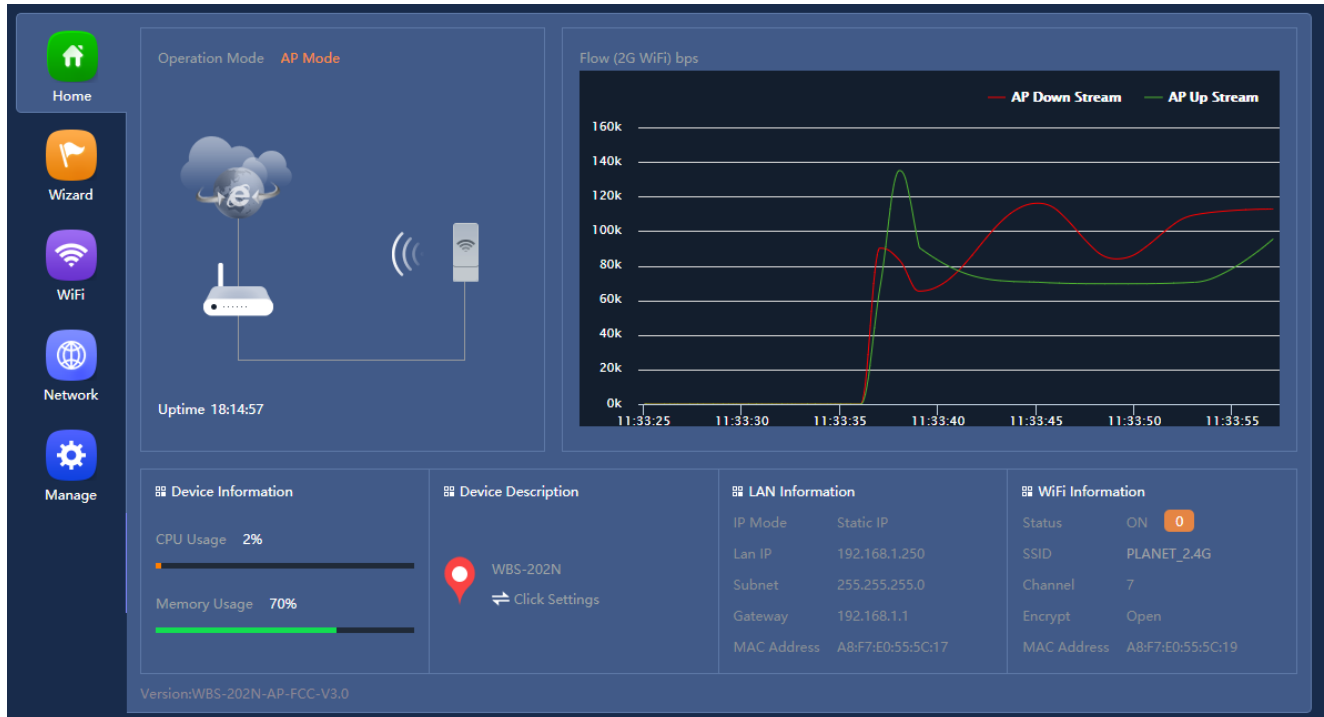 Home
Wizard
WiFi
Network
Manage
Operation Mode AP Mode
Uptime 18:14:57
Flow (2G WiFi) bps
AP Down Stream AP Up Stream
160k
140k
120k
100k
80k
60k
40k
20k
0k
11:33:25 11:33:30 11:33:35 11:33:40 11:33:45 11:33:50 11:33:55
Device Information
CPU Usage 2%
Memory Usage 70%
Device Description
WBS-202N
Click Settings
LAN Information
IP Mode Static IP
Lan IP 192.168.1.250
Subnet 255.255.255.0
Gateway 192.168.1.1
MAC Address A8:F7:E0:55:5C:17
WiFi Information
Status ON 0
SSID PLANET_2.4G
Channel 7
Encrypt Open
MAC Address A8:F7:E0:55:5C:19
Version:WBS-202N-AP-FCC-V3.0